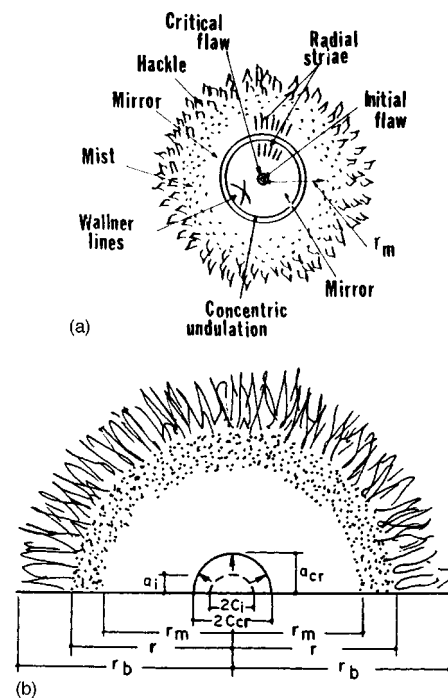 Critical
flaw
Radial
striae
Hackle
Initial
flaw
Mirror
Mist
Wallner
lines
r_m
Mirror
Concentric
undulation
(a)
a_i
a_cr
2C_i
2C_cr
r_m r_m
r r
r_b r_b
(b)